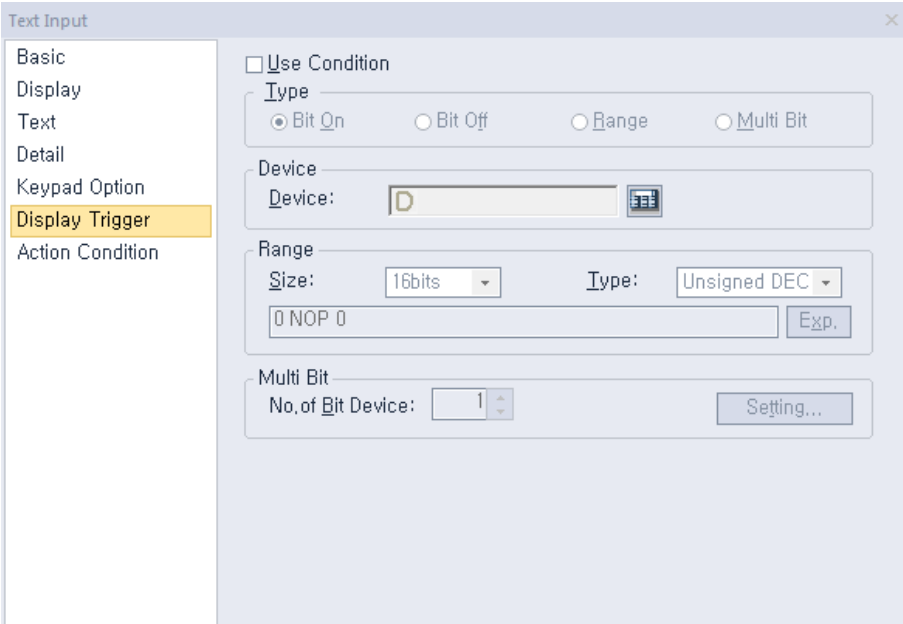 Text Input
Basic
Display
Text
Detail
Keypad Option
Display Trigger
Action Condition
Use Condition
Type
Bit On Bit Off Range Multi Bit
Device
Device: D
Range
Size: 16bits Type: Unsigned DEC
0 NOP 0 Exp.
Multi Bit
No.of Bit Device: 1 Setting...